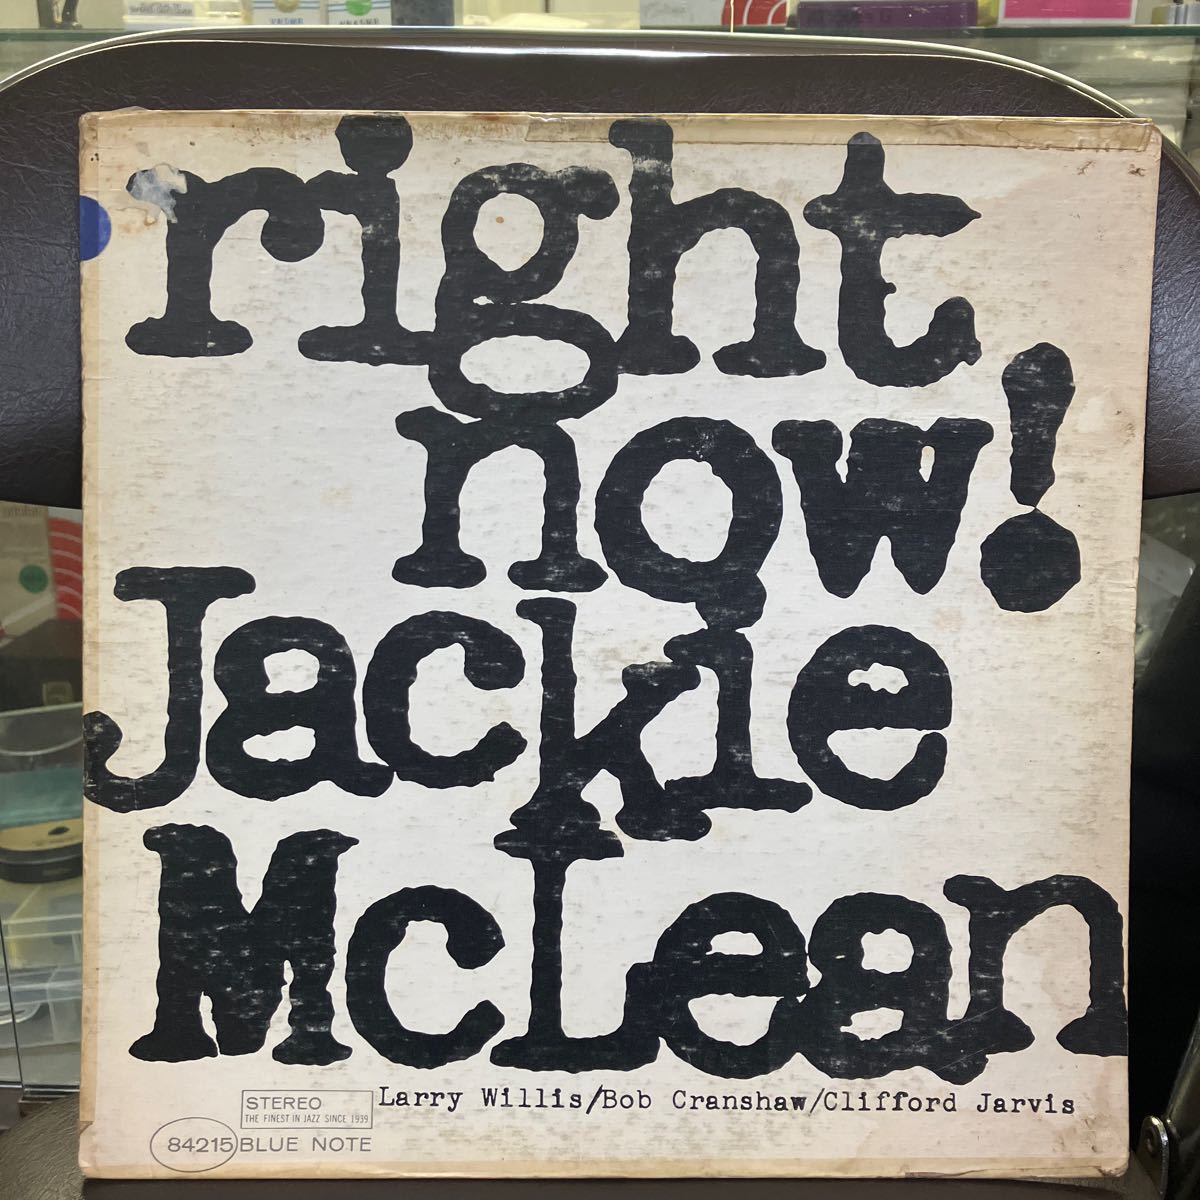 right
now!
Jackie
McLean
Larry Willis/Bob Cranshaw/Clifford Jarvis
STEREO
THE FINEST IN JAZZ SINCE 1939
84215 BLUE NOTE